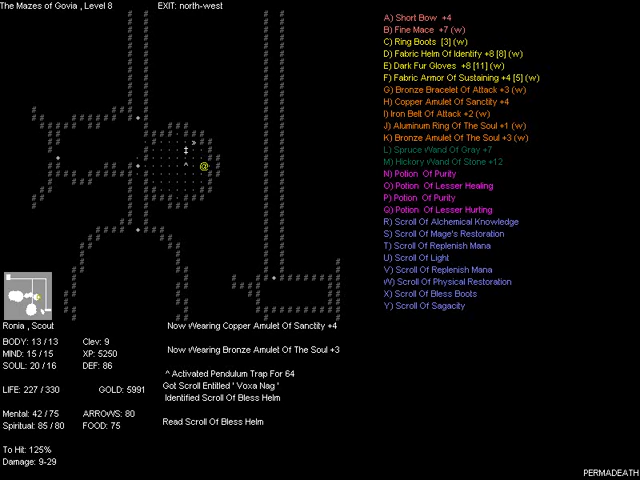 The Mazes of Govia , Level 8
EXIT: north-west
A) Short Bow +4
B) Fine Mace +7 (w)
C) Ring Boots [3] (w)
D) Fabric Helm Of Identify +8 [8] (w)
E) Dark Fur Gloves +8 [11] (w)
F) Fabric Armor Of Sustaining +4 [5] (w)
G) Bronze Bracelet Of Attack +3 (w)
H) Copper Amulet Of Sanctity +4
I) Iron Belt Of Attack +2 (w)
J) Aluminum Ring Of The Soul +1 (w)
K) Bronze Amulet Of The Soul +3 (w)
L) Spruce Wand Of Gray +7
M) Hickory Wand Of Stone +12
N) Potion Of Purity
O) Potion Of Lesser Healing
P) Potion Of Purity
Q) Potion Of Lesser Hurting
R) Scroll Of Alchemical Knowledge
S) Scroll Of Mage's Restoration
T) Scroll Of Replenish Mana
U) Scroll Of Light
V) Scroll Of Replenish Mana
W) Scroll Of Physical Restoration
X) Scroll Of Bless Boots
Y) Scroll Of Sagacity
Ronia , Scout
BODY: 13 / 13
Clev: 9
MIND: 15 / 15
XP: 5250
SOUL: 20 / 16
DEF: 86
LIFE: 227 / 330
GOLD: 5991
Mental: 42 / 75
ARROWS: 80
Spiritual: 85 / 80
FOOD: 75
To Hit: 125%
Damage: 9-29
Now Wearing Copper Amulet Of Sanctity +4
Now Wearing Bronze Amulet Of The Soul +3
^ Activated Pendulum Trap For 64
Got Scroll Entitled ' Voxa Nag '
Identified Scroll Of Bless Helm
Read Scroll Of Bless Helm
PERMADEATH